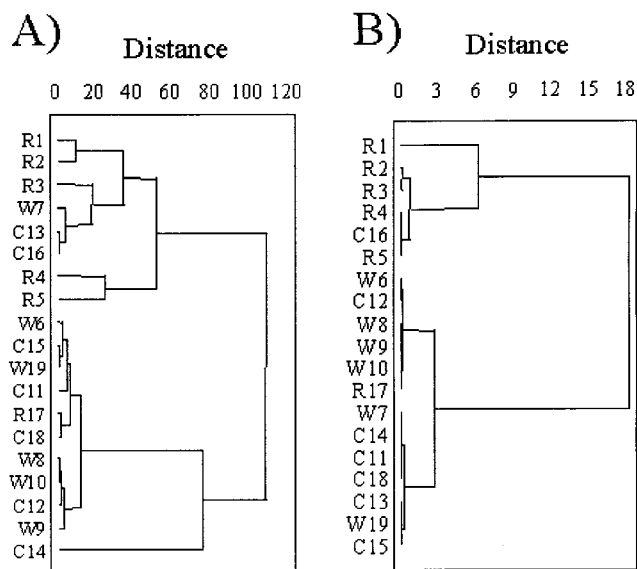 A)
Distance
0 20 40 60 80 100 120
R1
R2
R3
W7
C13
C16
R4
R5
W6
C15
W19
C11
R17
C18
W8
W10
C12
W9
C14
B)
Distance
0 3 6 9 12 15 18
R1
R2
R3
R4
C16
R5
W6
C12
W8
W9
W10
R17
W7
C14
C11
C18
C13
W19
C15